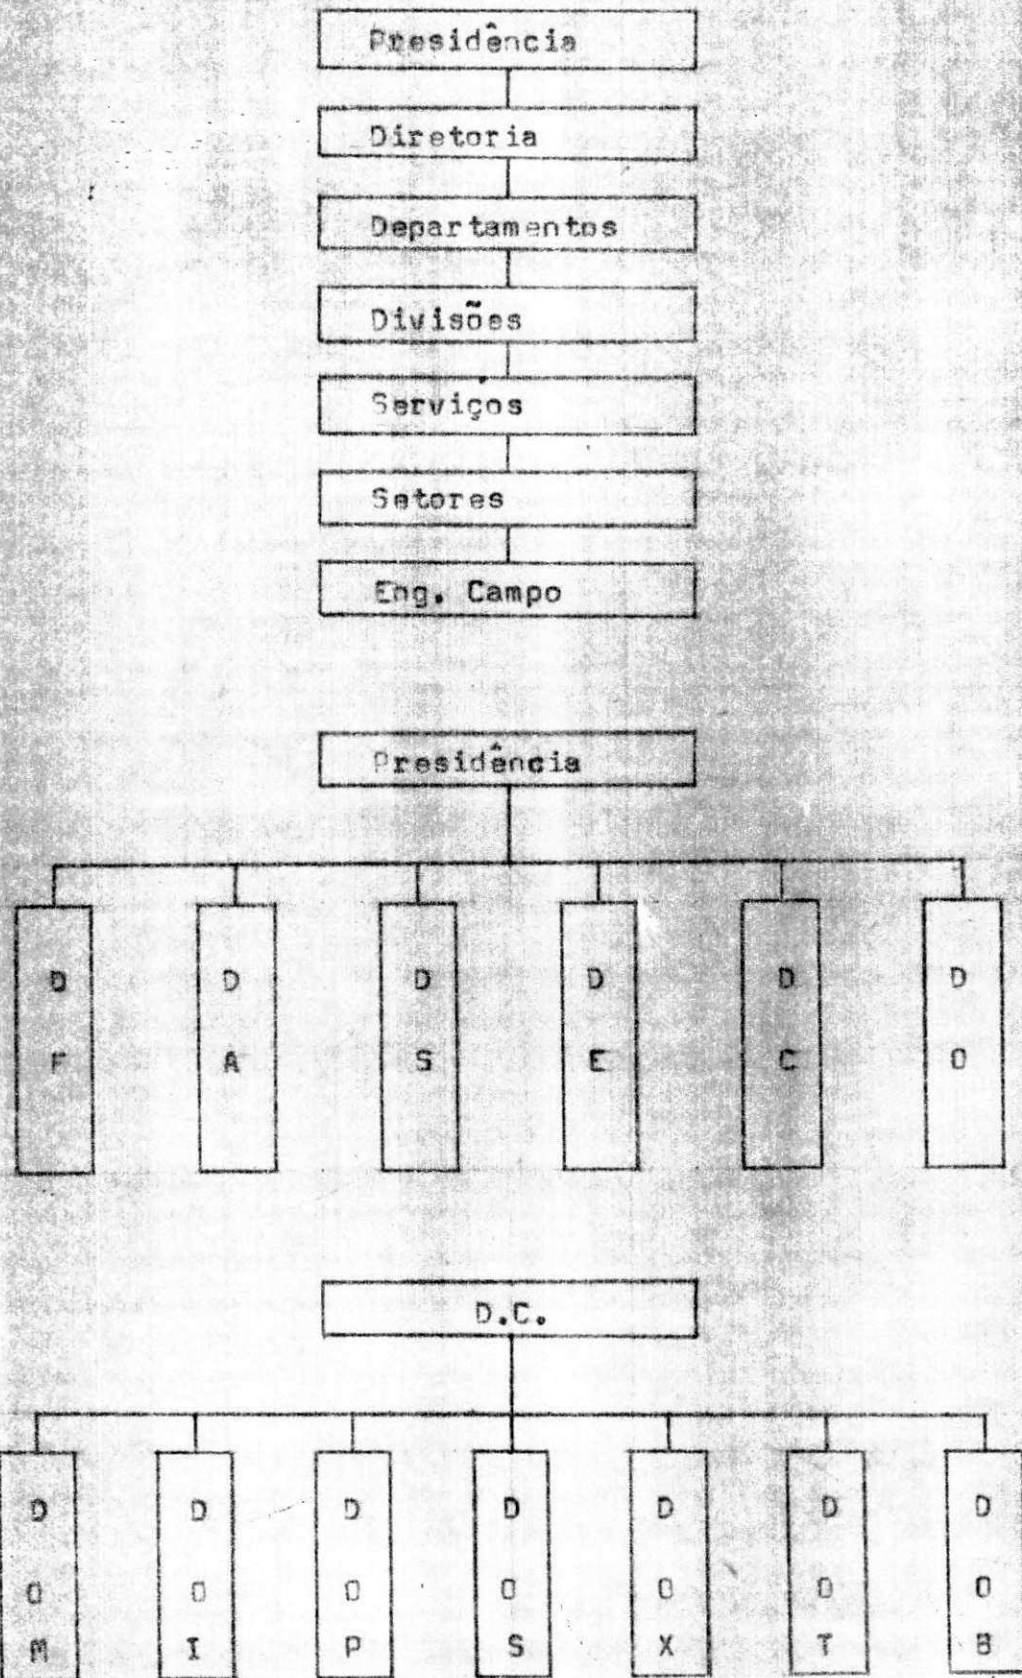 Presidência
Diretoria
Departamentos
Divisões
Serviços
Setores
Eng. Campo
Presidência
D F
D A
D S
D E
D C
D O
D.C.
D O M
D O I
D O P
D O S
D O X
D O T
D O B